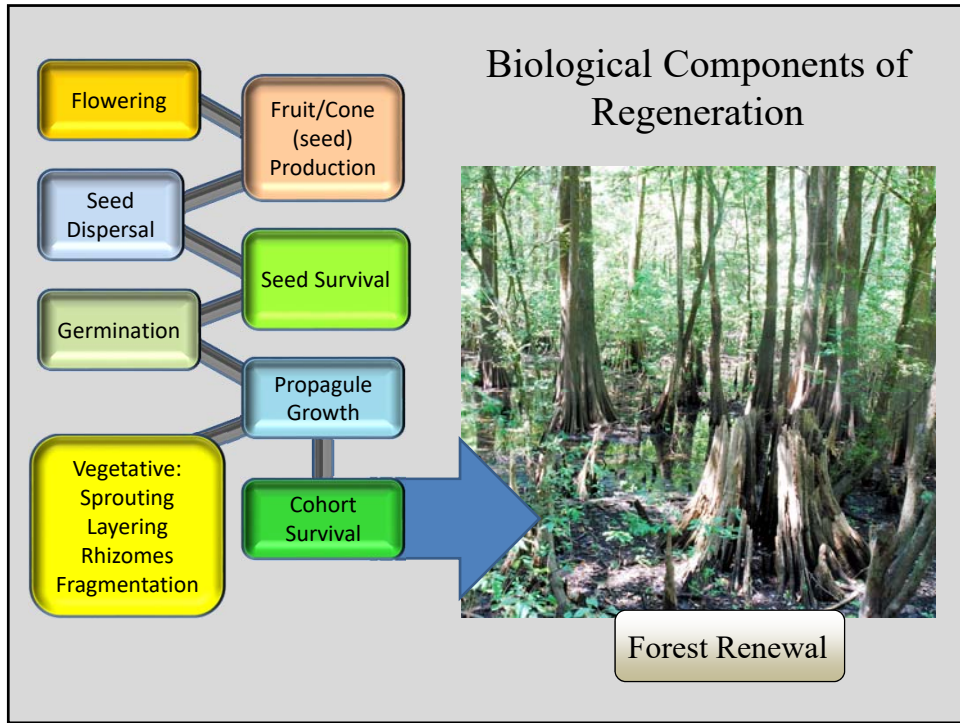 Biological Components of
Regeneration
Flowering
Fruit/Cone
(seed)
Production
Seed
Dispersal
Seed Survival
Germination
Propagule
Growth
Vegetative:
Sprouting
Layering
Rhizomes
Fragmentation
Cohort
Survival
Forest Renewal